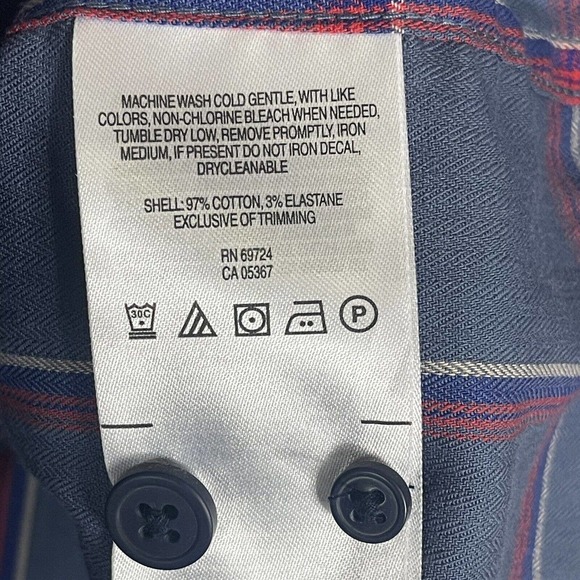 MACHINE WASH COLD GENTLE, WITH LIKE
COLORS, NON-CHLORINE BLEACH WHEN NEEDED,
TUMBLE DRY LOW, REMOVE PROMPTLY, IRON
MEDIUM, IF PRESENT DO NOT IRON DECAL,
DRYCLEANABLE
SHELL: 97% COTTON, 3% ELASTANE
EXCLUSIVE OF TRIMMING
RN 69724
CA 05367
30C P